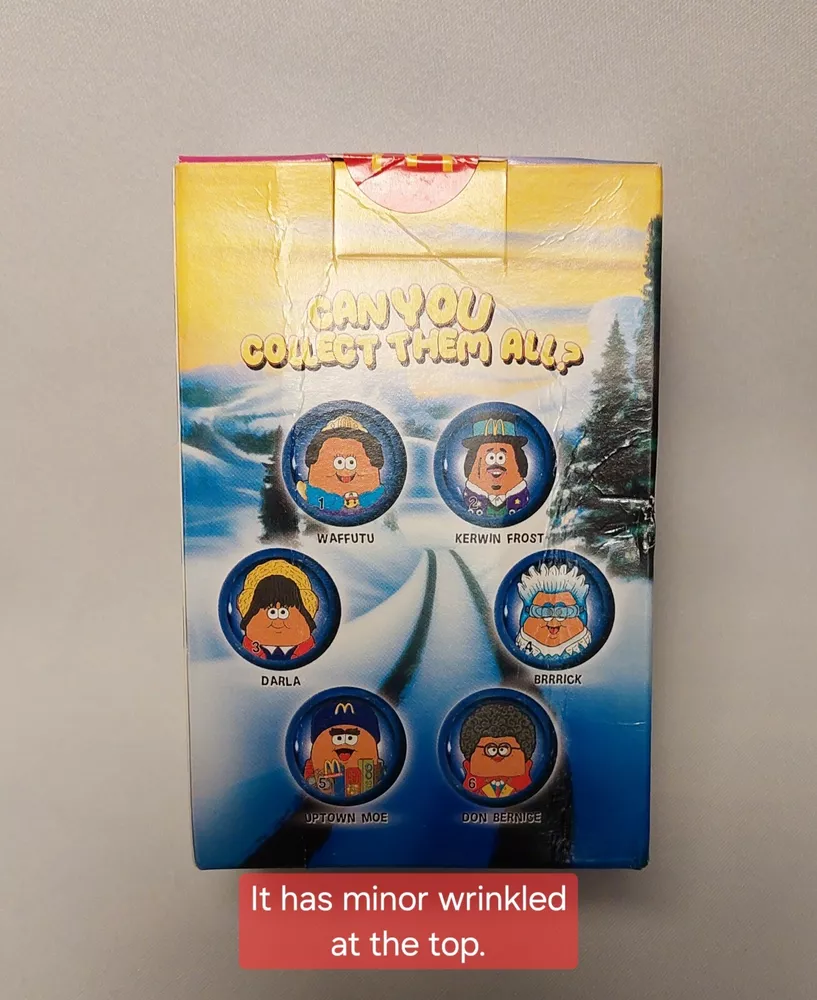 CAN YOU
COLLECT THEM ALL?
1
2
WAFFUTU
KERWIN FROST
3
4
DARLA
BRRRICK
5
6
UPTOWN MOE
DON BERNICE
It has minor wrinkled
at the top.